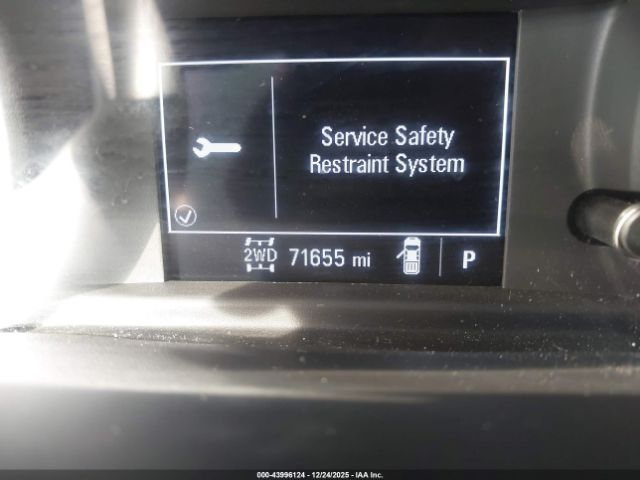 Service Safety
Restraint System
2WD 71655 mi P
000-43996124 - 12/24/2025 - IAA Inc.